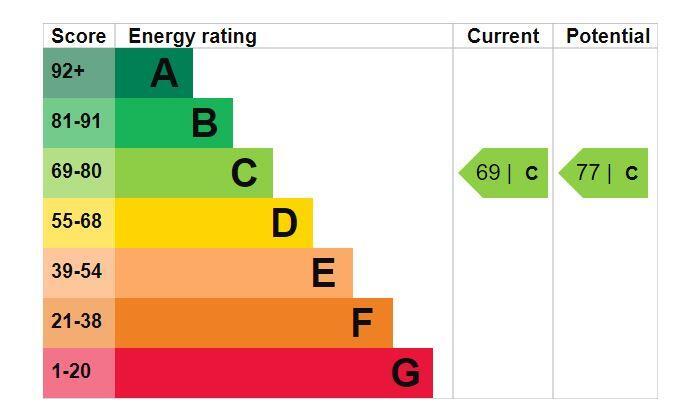 Score Energy rating Current Potential
92+ A
81-91 B
69-80 C 69 | C 77 | C
55-68 D
39-54 E
21-38 F
1-20 G